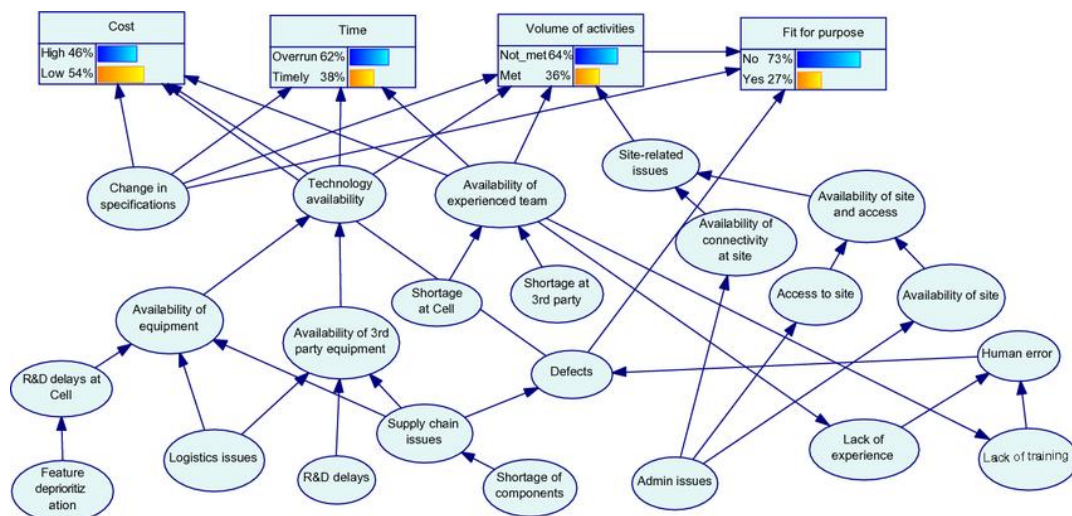 Cost
High 46%
Low 54%
Time
Overrun 62%
Timely 38%
Volume of activities
Not_met 64%
Met 36%
Fit for purpose
No 73%
Yes 27%
Change in
specifications
Technology
availability
Availability of
experienced team
Site-related
issues
Availability of site
and access
Availability of
connectivity
at site
Shortage
at Cell
Shortage at
3rd party
Access to site
Availability of site
Availability of
equipment
Availability of 3rd
party equipment
Defects
Human error
R&D delays at
Cell
Supply chain
issues
Lack of
experience
Lack of training
Logistics issues
Feature
deprioritiz
ation
R&D delays
Shortage of
components
Admin issues